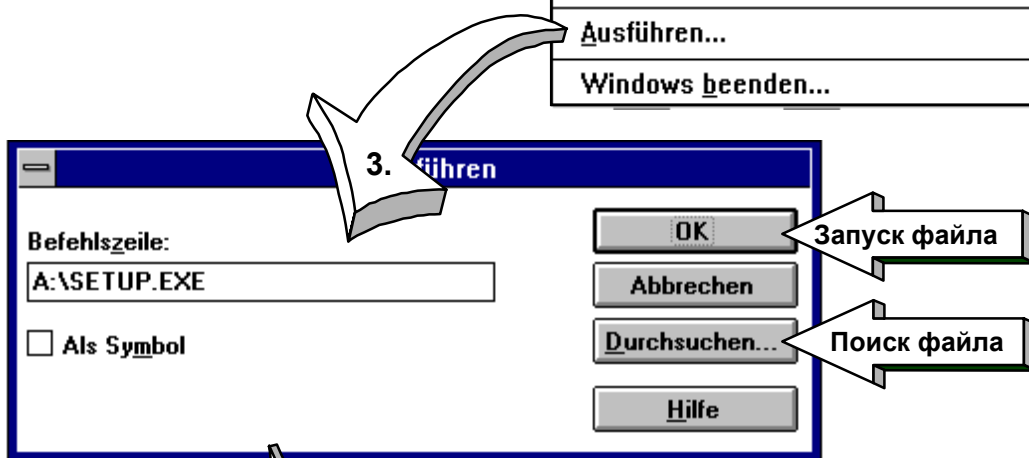 Ausführen...
Windows beenden...
3.
führen
Befehlszeile:
A:\SETUP.EXE
Als Symbol
OK
Запуск файла
Abbrechen
Durchsuchen...
Поиск файла
Hilfe